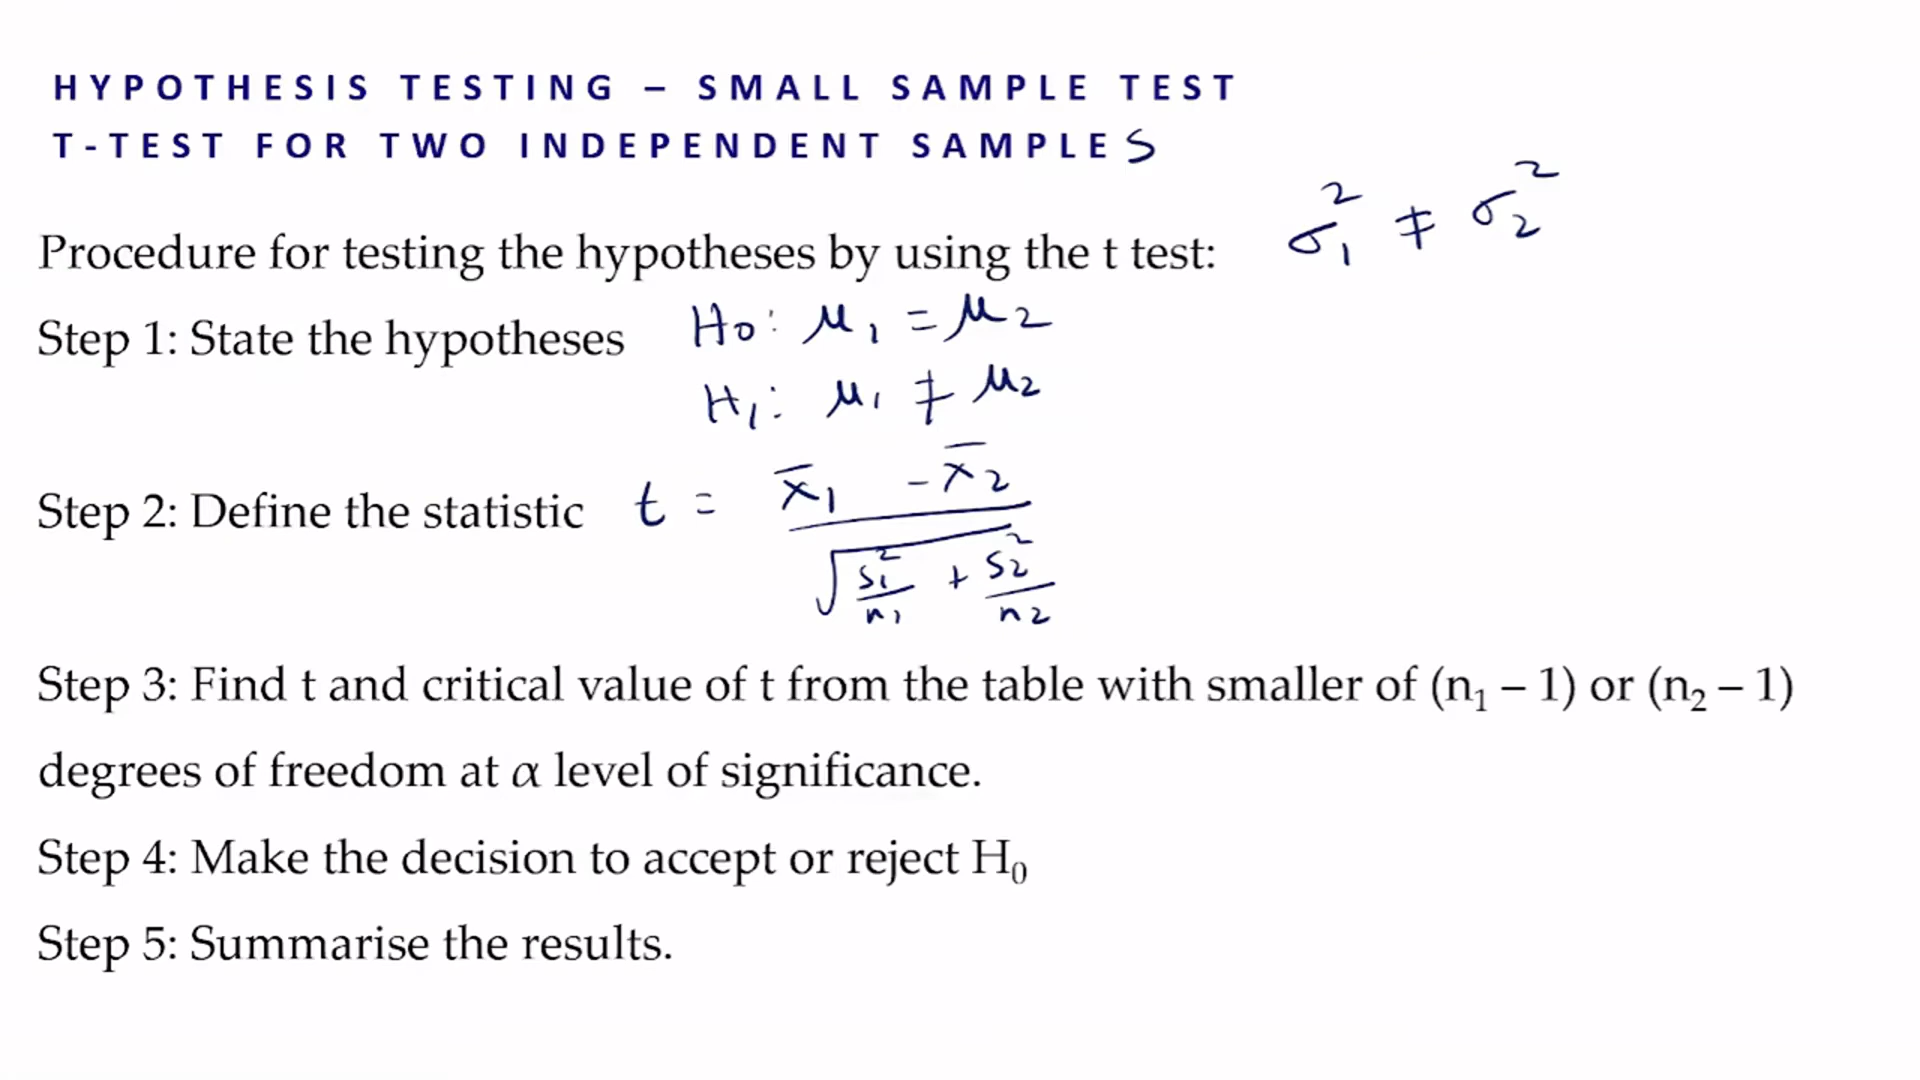 HYPOTHESIS TESTING – SMALL SAMPLE TEST
T-TEST FOR TWO INDEPENDENT SAMPLES
σ₁² ≠ σ₂²
Procedure for testing the hypotheses by using the t test:
Step 1: State the hypotheses H₀: μ₁ = μ₂
H₁: μ₁ ≠ μ₂
Step 2: Define the statistic t = (x̄₁ - x̄₂) / √(s₁²/n₁ + s₂²/n₂)
Step 3: Find t and critical value of t from the table with smaller of (n₁ – 1) or (n₂ – 1)
degrees of freedom at α level of significance.
Step 4: Make the decision to accept or reject H₀
Step 5: Summarise the results.